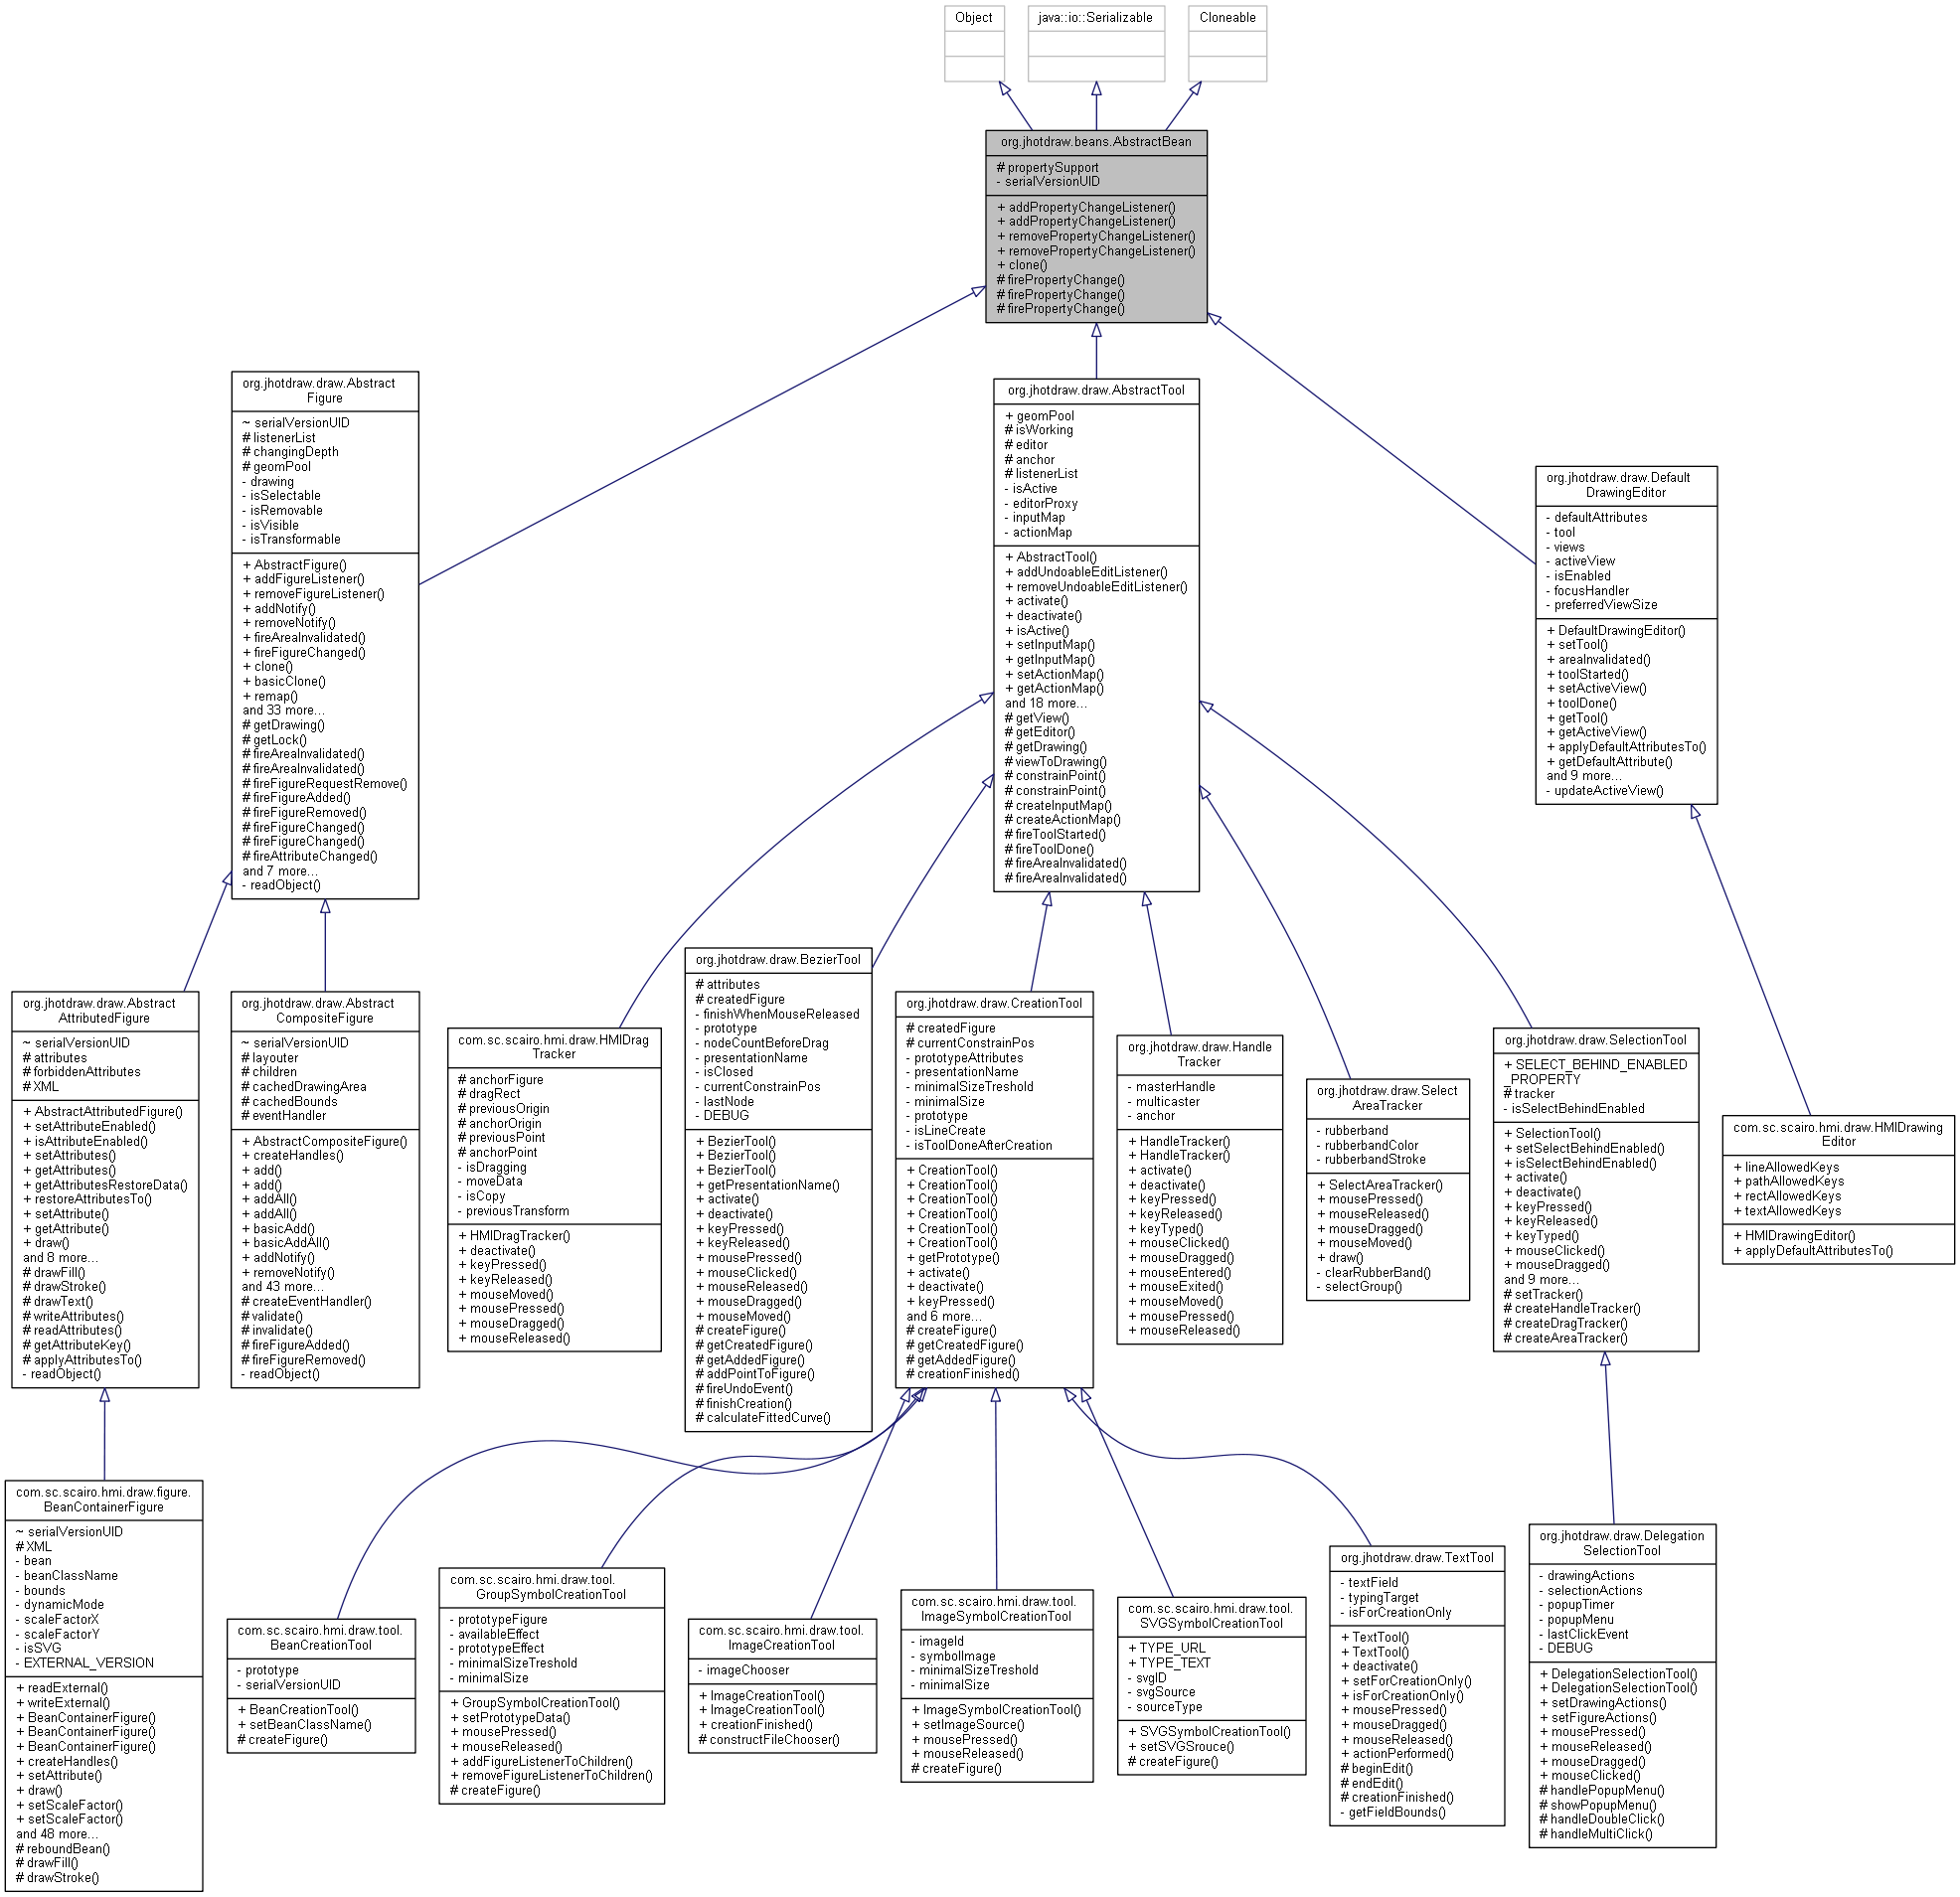 Object
java::io::Serializable
Cloneable
org.jhotdraw.beans.AbstractBean
# propertySupport
- serialVersionUID
+ addPropertyChangeListener()
+ addPropertyChangeListener()
+ removePropertyChangeListener()
+ removePropertyChangeListener()
+ clone()
# firePropertyChange()
# firePropertyChange()
# firePropertyChange()
org.jhotdraw.draw.Abstract
Figure
~ serialVersionUID
# listenerList
# changingDepth
# geomPool
- drawing
- isSelectable
- isRemovable
- isVisible
- isTransformable
+ AbstractFigure()
+ addFigureListener()
+ removeFigureListener()
+ addNotify()
+ removeNotify()
+ fireAreaInvalidated()
+ fireFigureChanged()
+ clone()
+ basicClone()
+ remap()
and 33 more...
# getDrawing()
# getLock()
# fireAreaInvalidated()
# fireAreaInvalidated()
# fireFigureRequestRemove()
# fireFigureAdded()
# fireFigureRemoved()
# fireFigureChanged()
# fireFigureChanged()
# fireAttributeChanged()
and 7 more...
- readObject()
org.jhotdraw.draw.AbstractTool
+ geomPool
# isWorking
# editor
# anchor
# listenerList
- isActive
- editorProxy
- inputMap
- actionMap
+ AbstractTool()
+ addUndoableEditListener()
+ removeUndoableEditListener()
+ activate()
+ deactivate()
+ isActive()
+ setInputMap()
+ getInputMap()
+ setActionMap()
+ getActionMap()
and 18 more...
# getView()
# getEditor()
# getDrawing()
# viewToDrawing()
# constrainPoint()
# constrainPoint()
# createInputMap()
# createActionMap()
# fireToolStarted()
# fireToolDone()
# fireAreaInvalidated()
# fireAreaInvalidated()
org.jhotdraw.draw.Default
DrawingEditor
- defaultAttributes
- tool
- views
- activeView
- isEnabled
- focusHandler
- preferredViewSize
+ DefaultDrawingEditor()
+ setTool()
+ areaInvalidated()
+ toolStarted()
+ setActiveView()
+ toolDone()
+ getTool()
+ getActiveView()
+ applyDefaultAttributesTo()
+ getDefaultAttribute()
and 9 more...
- updateActiveView()
org.jhotdraw.draw.Abstract
AttributedFigure
~ serialVersionUID
# attributes
# forbiddenAttributes
# XML
+ AbstractAttributedFigure()
+ setAttributeEnabled()
+ isAttributeEnabled()
+ setAttributes()
+ getAttributes()
+ getAttributesRestoreData()
+ restoreAttributesTo()
+ setAttribute()
+ getAttribute()
+ draw()
and 8 more...
# drawFill()
# drawStroke()
# drawText()
# writeAttributes()
# readAttributes()
# getAttributeKey()
# applyAttributesTo()
- readObject()
org.jhotdraw.draw.Abstract
CompositeFigure
~ serialVersionUID
# layouter
# children
# cachedDrawingArea
# cachedBounds
# eventHandler
+ AbstractCompositeFigure()
+ createHandles()
+ add()
+ add()
+ addAll()
+ addAll()
+ basicAdd()
+ basicAddAll()
+ addNotify()
+ removeNotify()
and 43 more...
# createEventHandler()
# validate()
# invalidate()
# fireFigureAdded()
# fireFigureRemoved()
- readObject()
com.sc.scairo.hmi.draw.HMIDrag
Tracker
# anchorFigure
# dragRect
# previousOrigin
# anchorOrigin
# previousPoint
# anchorPoint
- isDragging
- moveData
- isCopy
- previousTransform
+ HMIDragTracker()
+ deactivate()
+ keyPressed()
+ keyReleased()
+ mouseMoved()
+ mousePressed()
+ mouseDragged()
+ mouseReleased()
org.jhotdraw.draw.BezierTool
# attributes
# createdFigure
- finishWhenMouseReleased
- prototype
- nodeCountBeforeDrag
- presentationName
- isClosed
- currentConstrainPos
- lastNode
- DEBUG
+ BezierTool()
+ BezierTool()
+ BezierTool()
+ getPresentationName()
+ activate()
+ deactivate()
+ keyPressed()
+ keyReleased()
+ mousePressed()
+ mouseClicked()
+ mouseReleased()
+ mouseDragged()
+ mouseMoved()
# createFigure()
# getCreatedFigure()
# getAddedFigure()
# addPointToFigure()
# fireUndoEvent()
# finishCreation()
# calculateFittedCurve()
org.jhotdraw.draw.CreationTool
# createdFigure
# currentConstrainPos
- prototypeAttributes
- presentationName
- minimalSizeTreshold
- minimalSize
- prototype
- isLineCreate
- isToolDoneAfterCreation
+ CreationTool()
+ CreationTool()
+ CreationTool()
+ CreationTool()
+ CreationTool()
+ CreationTool()
+ getPrototype()
+ activate()
+ deactivate()
+ keyPressed()
and 6 more...
# createFigure()
# getCreatedFigure()
# getAddedFigure()
# creationFinished()
org.jhotdraw.draw.Handle
Tracker
- masterHandle
- multicaster
- anchor
+ HandleTracker()
+ HandleTracker()
+ activate()
+ deactivate()
+ keyPressed()
+ keyReleased()
+ keyTyped()
+ mouseClicked()
+ mouseDragged()
+ mouseEntered()
+ mouseExited()
+ mouseMoved()
+ mousePressed()
+ mouseReleased()
org.jhotdraw.draw.Select
AreaTracker
- rubberband
- rubberbandColor
- rubberbandStroke
+ SelectAreaTracker()
+ mousePressed()
+ mouseReleased()
+ mouseDragged()
+ mouseMoved()
+ draw()
- clearRubberBand()
- selectGroup()
org.jhotdraw.draw.SelectionTool
+ SELECT_BEHIND_ENABLED
_PROPERTY
# tracker
- isSelectBehindEnabled
+ SelectionTool()
+ setSelectBehindEnabled()
+ isSelectBehindEnabled()
+ activate()
+ deactivate()
+ keyPressed()
+ keyReleased()
+ keyTyped()
+ mouseClicked()
+ mouseDragged()
and 9 more...
# setTracker()
# createHandleTracker()
# createDragTracker()
# createAreaTracker()
com.sc.scairo.hmi.draw.HMIDrawing
Editor
+ lineAllowedKeys
+ pathAllowedKeys
+ rectAllowedKeys
+ textAllowedKeys
+ HMIDrawingEditor()
+ applyDefaultAttributesTo()
com.sc.scairo.hmi.draw.figure.
BeanContainerFigure
~ serialVersionUID
# XML
- bean
- beanClassName
- bounds
- dynamicMode
- scaleFactorX
- scaleFactorY
- isSVG
- EXTERNAL_VERSION
+ readExternal()
+ writeExternal()
+ BeanContainerFigure()
+ BeanContainerFigure()
+ BeanContainerFigure()
+ createHandles()
+ setAttribute()
+ draw()
+ setScaleFactor()
+ setScaleFactor()
and 48 more...
# reboundBean()
# drawFill()
# drawStroke()
com.sc.scairo.hmi.draw.tool.
BeanCreationTool
- prototype
- serialVersionUID
+ BeanCreationTool()
+ setBeanClassName()
# createFigure()
com.sc.scairo.hmi.draw.tool.
GroupSymbolCreationTool
- prototypeFigure
- availableEffect
- prototypeEffect
- minimalSizeTreshold
- minimalSize
+ GroupSymbolCreationTool()
+ setPrototypeData()
+ mousePressed()
+ mouseReleased()
+ addFigureListenerToChildren()
+ removeFigureListenerToChildren()
# createFigure()
com.sc.scairo.hmi.draw.tool.
ImageCreationTool
- imageChooser
+ ImageCreationTool()
+ ImageCreationTool()
+ creationFinished()
# constructFileChooser()
com.sc.scairo.hmi.draw.tool.
ImageSymbolCreationTool
- imageId
- symbolImage
- minimalSizeTreshold
- minimalSize
+ ImageSymbolCreationTool()
+ setImageSource()
+ mousePressed()
+ mouseReleased()
# createFigure()
com.sc.scairo.hmi.draw.tool.
SVGSymbolCreationTool
+ TYPE_URL
+ TYPE_TEXT
- svgID
- svgSource
- sourceType
+ SVGSymbolCreationTool()
+ setSVGSrouce()
# createFigure()
org.jhotdraw.draw.TextTool
- textField
- typingTarget
- isForCreationOnly
+ TextTool()
+ TextTool()
+ deactivate()
+ setForCreationOnly()
+ isForCreationOnly()
+ mousePressed()
+ mouseDragged()
+ mouseReleased()
+ actionPerformed()
# beginEdit()
# endEdit()
# creationFinished()
- getFieldBounds()
org.jhotdraw.draw.Delegation
SelectionTool
- drawingActions
- selectionActions
- popupTimer
- popupMenu
- lastClickEvent
- DEBUG
+ DelegationSelectionTool()
+ DelegationSelectionTool()
+ setDrawingActions()
+ setFigureActions()
+ mousePressed()
+ mouseReleased()
+ mouseDragged()
+ mouseClicked()
# handlePopupMenu()
# showPopupMenu()
# handleDoubleClick()
# handleMultiClick()